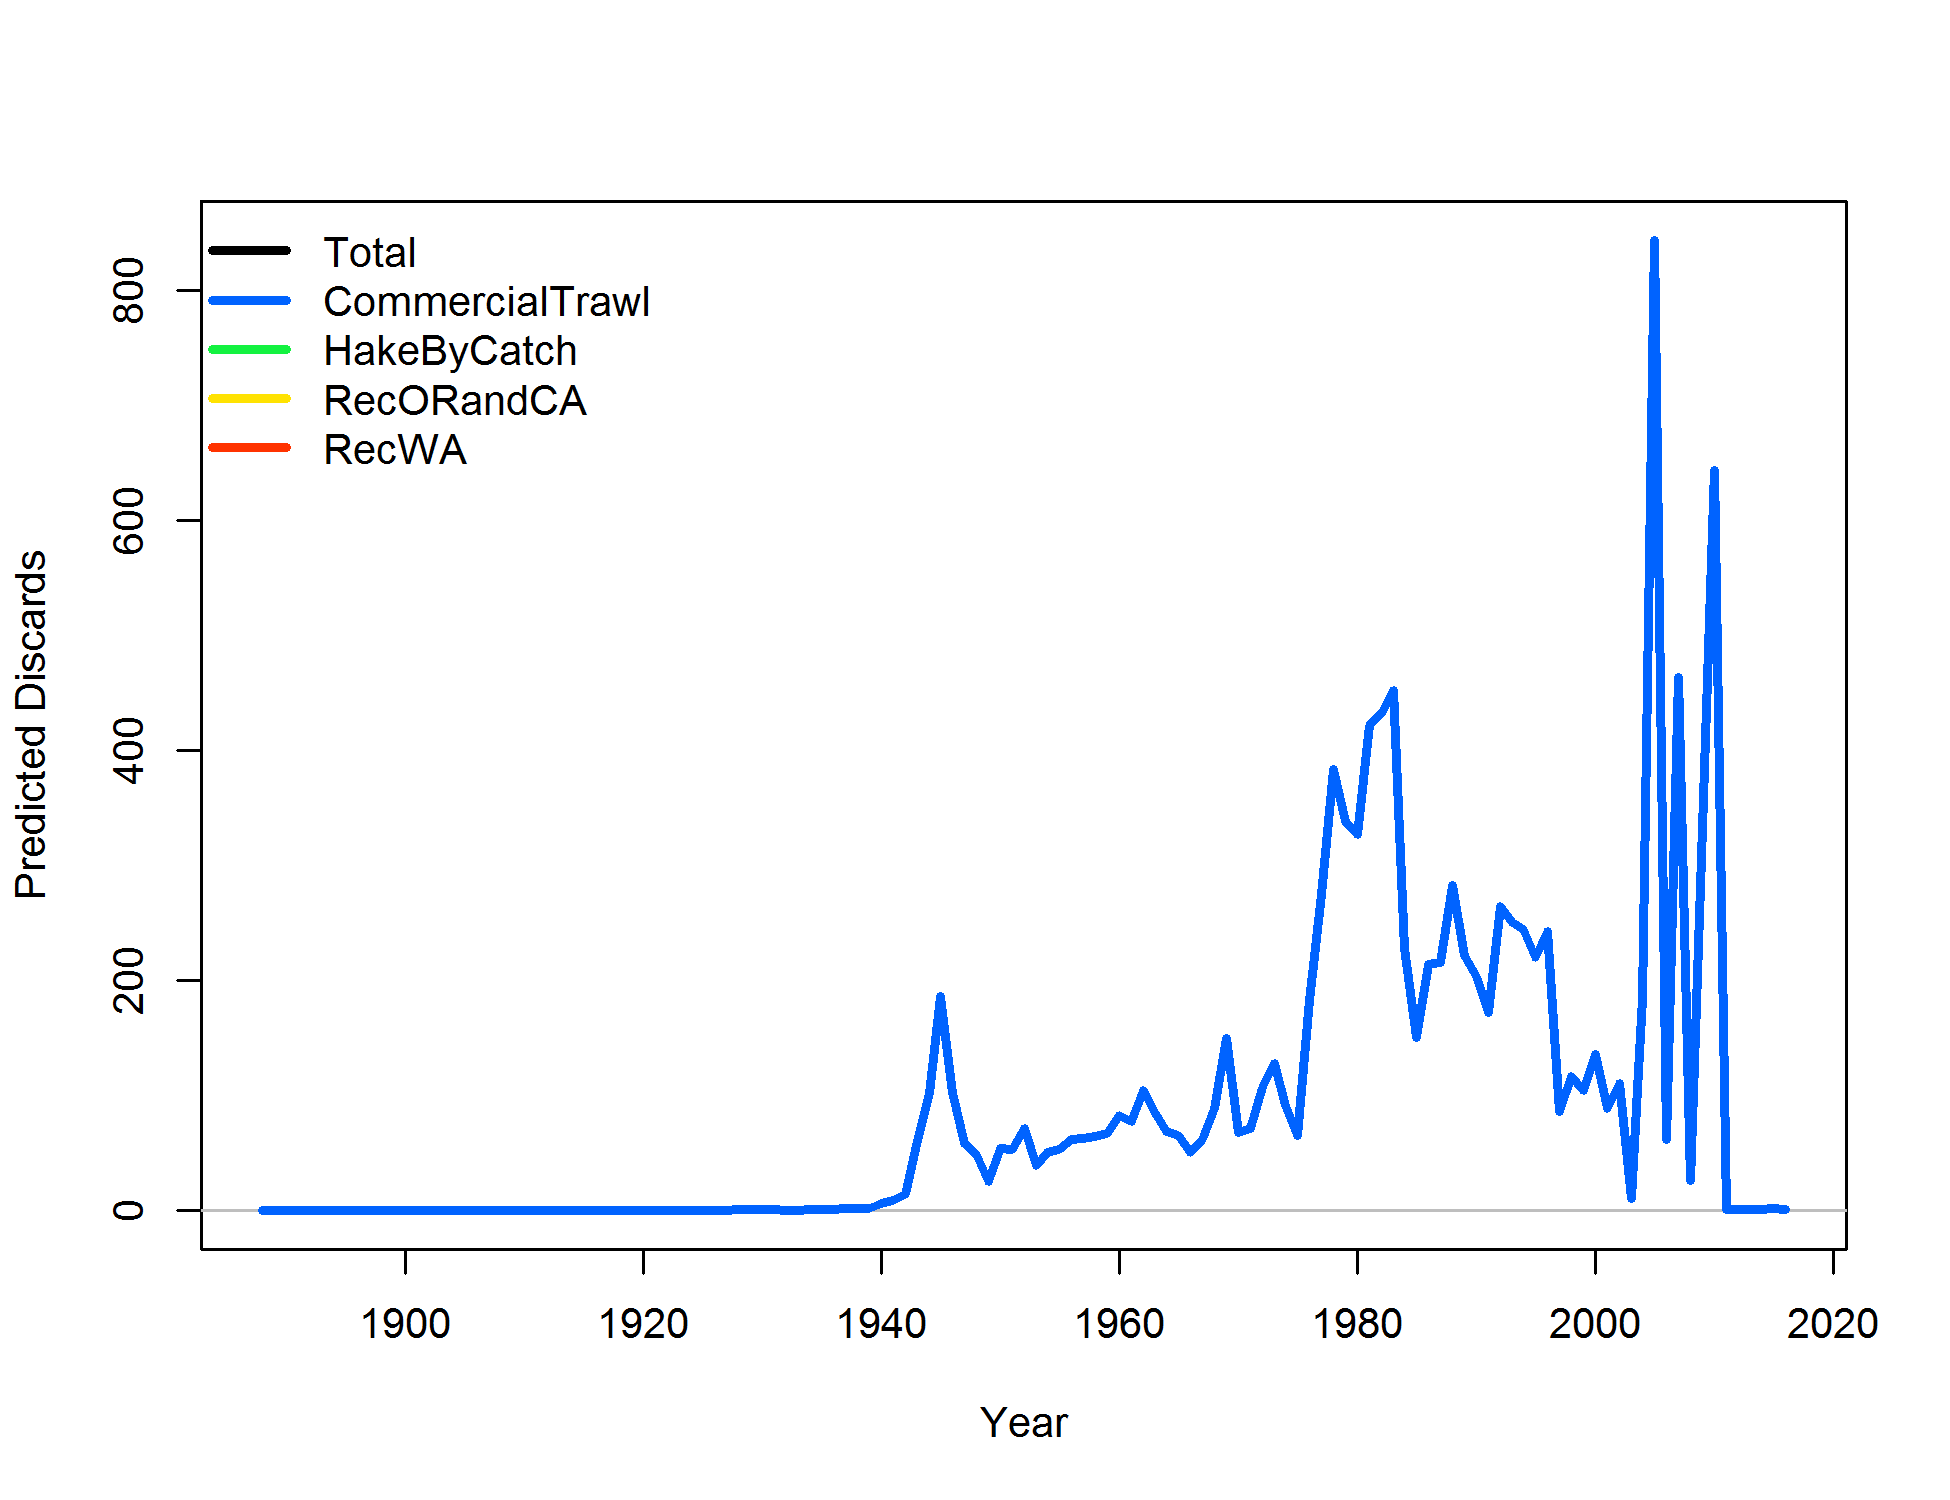 Total
CommercialTrawl
HakeByCatch
RecORandCA
RecWA
Predicted Discards
800
600
400
200
0
1900 1920 1940 1960 1980 2000 2020
Year